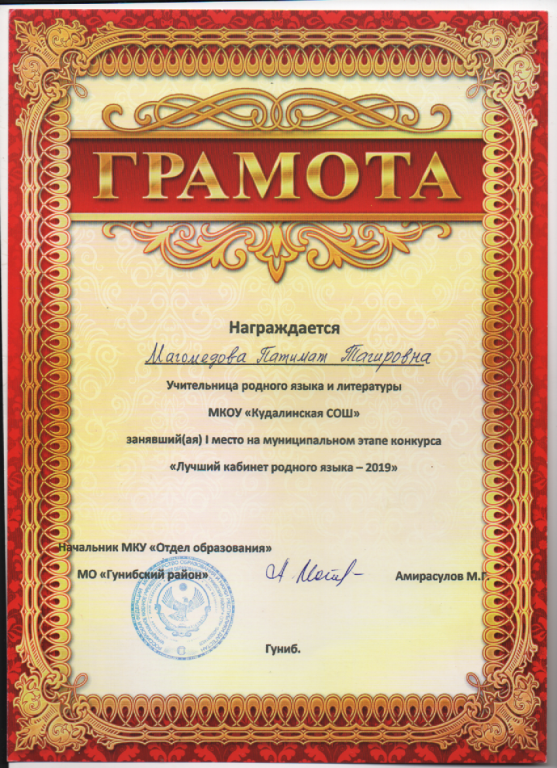 ГРАМОТА
Награждается
Магомедова Патимат Тагировна
Учительница родного языка и литературы
МКОУ «Кудалинская СОШ»
занявший(ая) I место на муниципальном этапе конкурса
«Лучший кабинет родного языка – 2019»
Начальник МКУ «Отдел образования»
МО «Гунибский район»
Амирасулов М.Г.
Гуниб.